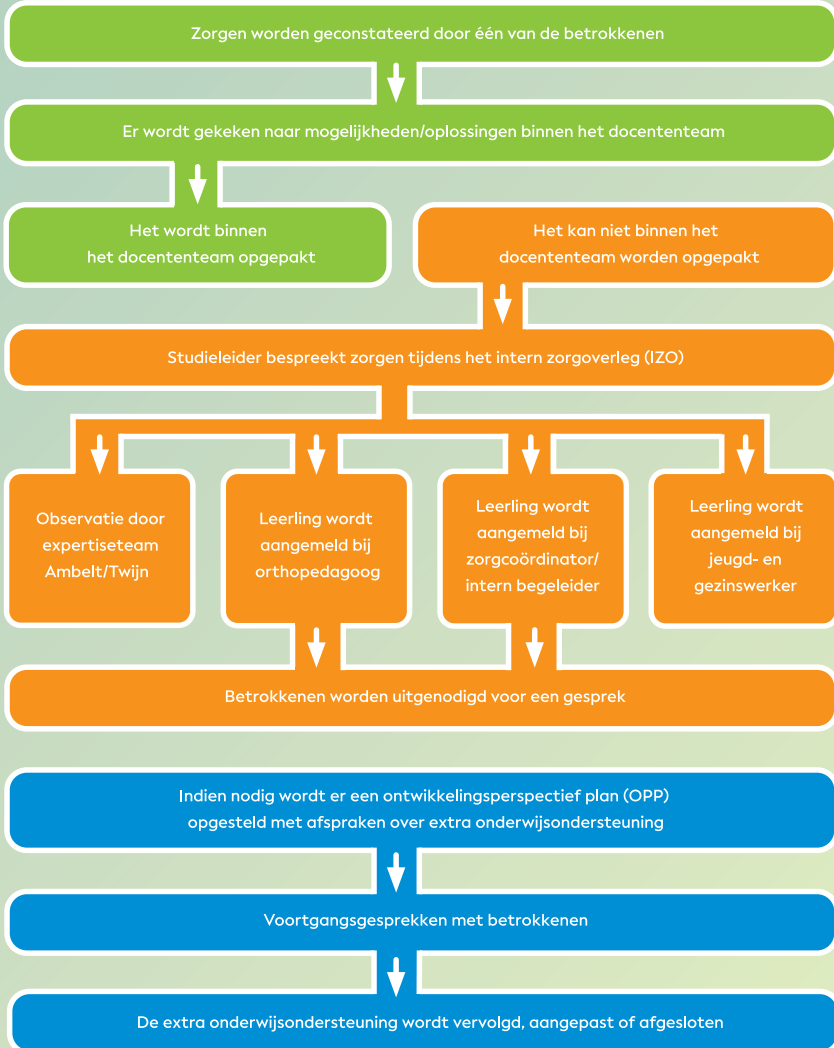 Zorgen worden geconstateerd door één van de betrokkenen
Er wordt gekeken naar mogelijkheden/oplossingen binnen het docententeam
Het wordt binnen
het docententeam opgepakt
Het kan niet binnen het
docententeam worden opgepakt
Studieleider bespreekt zorgen tijdens het intern zorgoverleg (IZO)
Observatie door
expertiseteam
Ambelt/Twijn
Leerling wordt
aangemeld bij
orthopedagoog
Leerling wordt
aangemeld bij
zorgcoördinator/
intern begeleider
Leerling wordt
aangemeld bij
jeugd- en
gezinswerker
Betrokkenen worden uitgenodigd voor een gesprek
Indien nodig wordt er een ontwikkelingsperspectief plan (OPP)
opgesteld met afspraken over extra onderwijsondersteuning
Voortgangsgesprekken met betrokkenen
De extra onderwijsondersteuning wordt vervolgd, aangepast of afgesloten